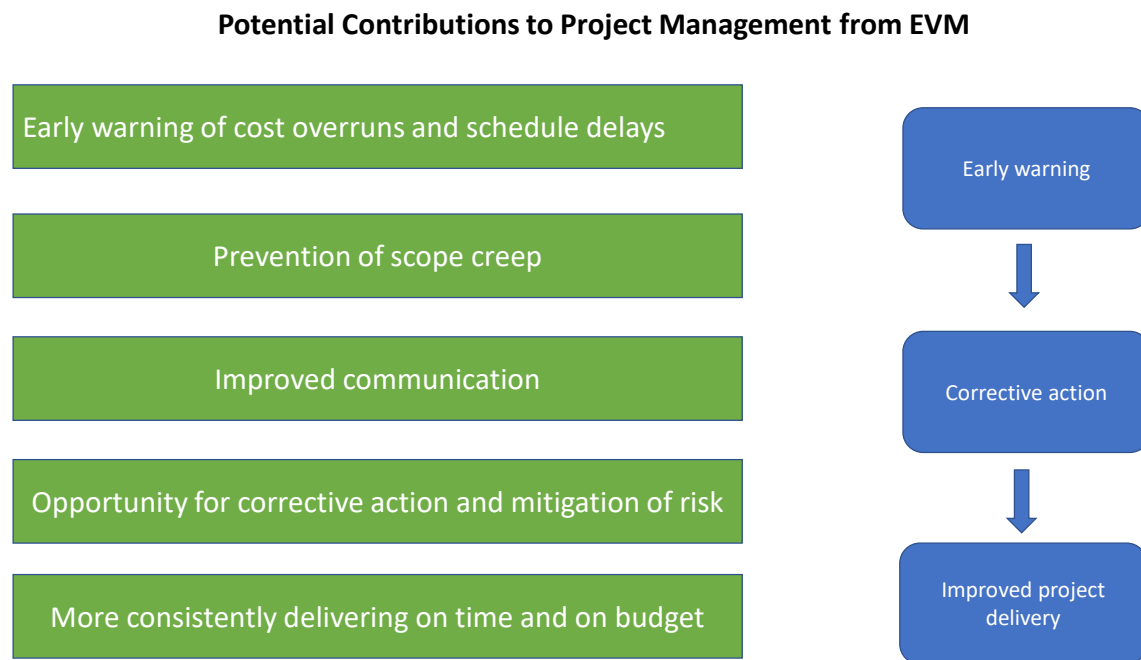 Potential Contributions to Project Management from EVM
Early warning of cost overruns and schedule delays
Prevention of scope creep
Improved communication
Opportunity for corrective action and mitigation of risk
More consistently delivering on time and on budget
Early warning
Corrective action
Improved project
delivery